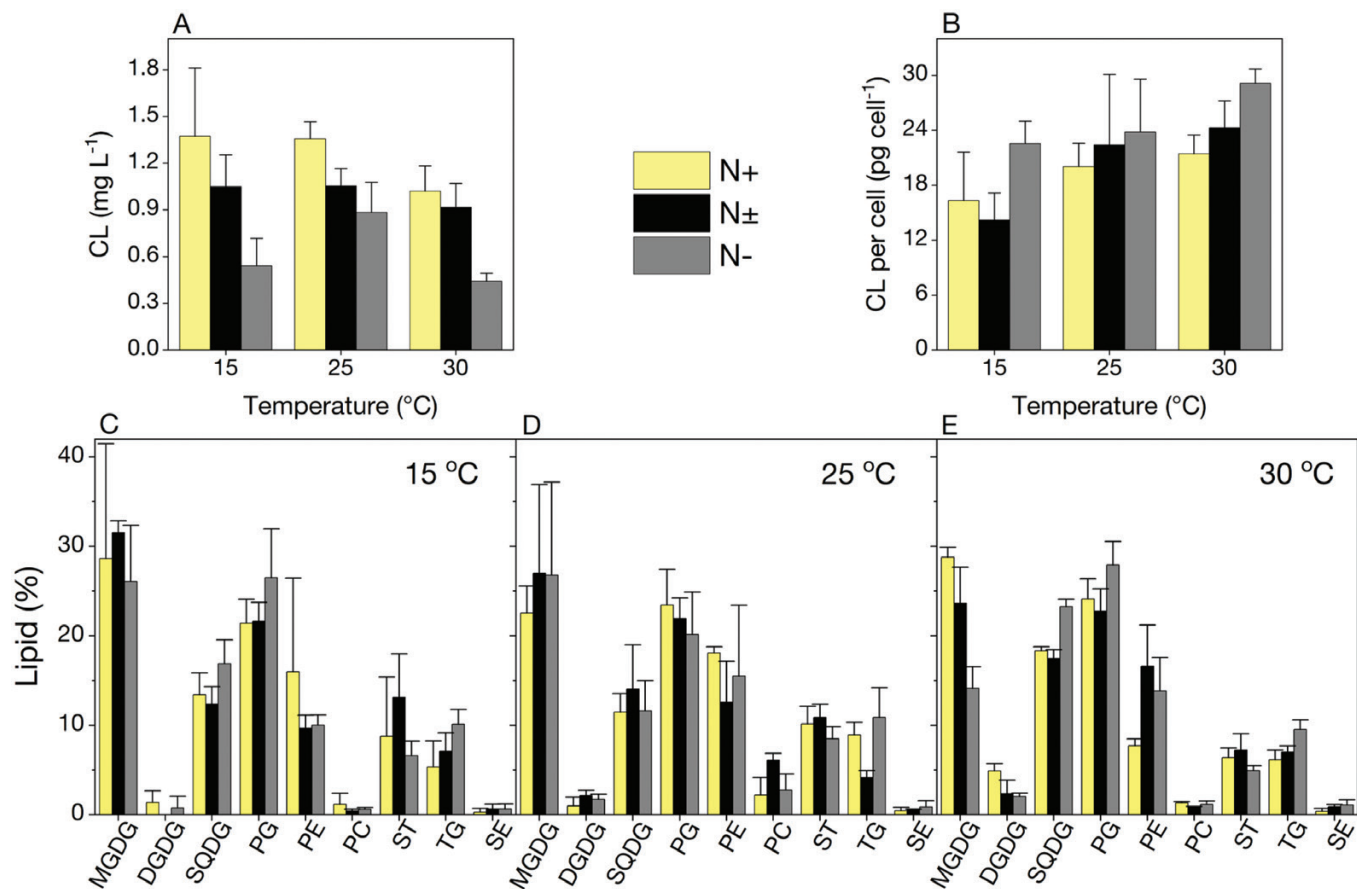 A
CL (mg L⁻¹)
1.8
1.5
1.2
0.9
0.6
0.3
0.0
15
25
30
Temperature (°C)
N+
N±
N-
B
CL per cell (pg cell⁻¹)
30
24
18
12
6
0
15
25
30
Temperature (°C)
C
Lipid (%)
40
30
20
10
0
15 °C
MGDG
DGDG
SQDG
PG
PE
PC
ST
TG
SE
D
25 °C
MGDG
DGDG
SQDG
PG
PE
PC
ST
TG
SE
E
30 °C
MGDG
DGDG
SQDG
PG
PE
PC
ST
TG
SE